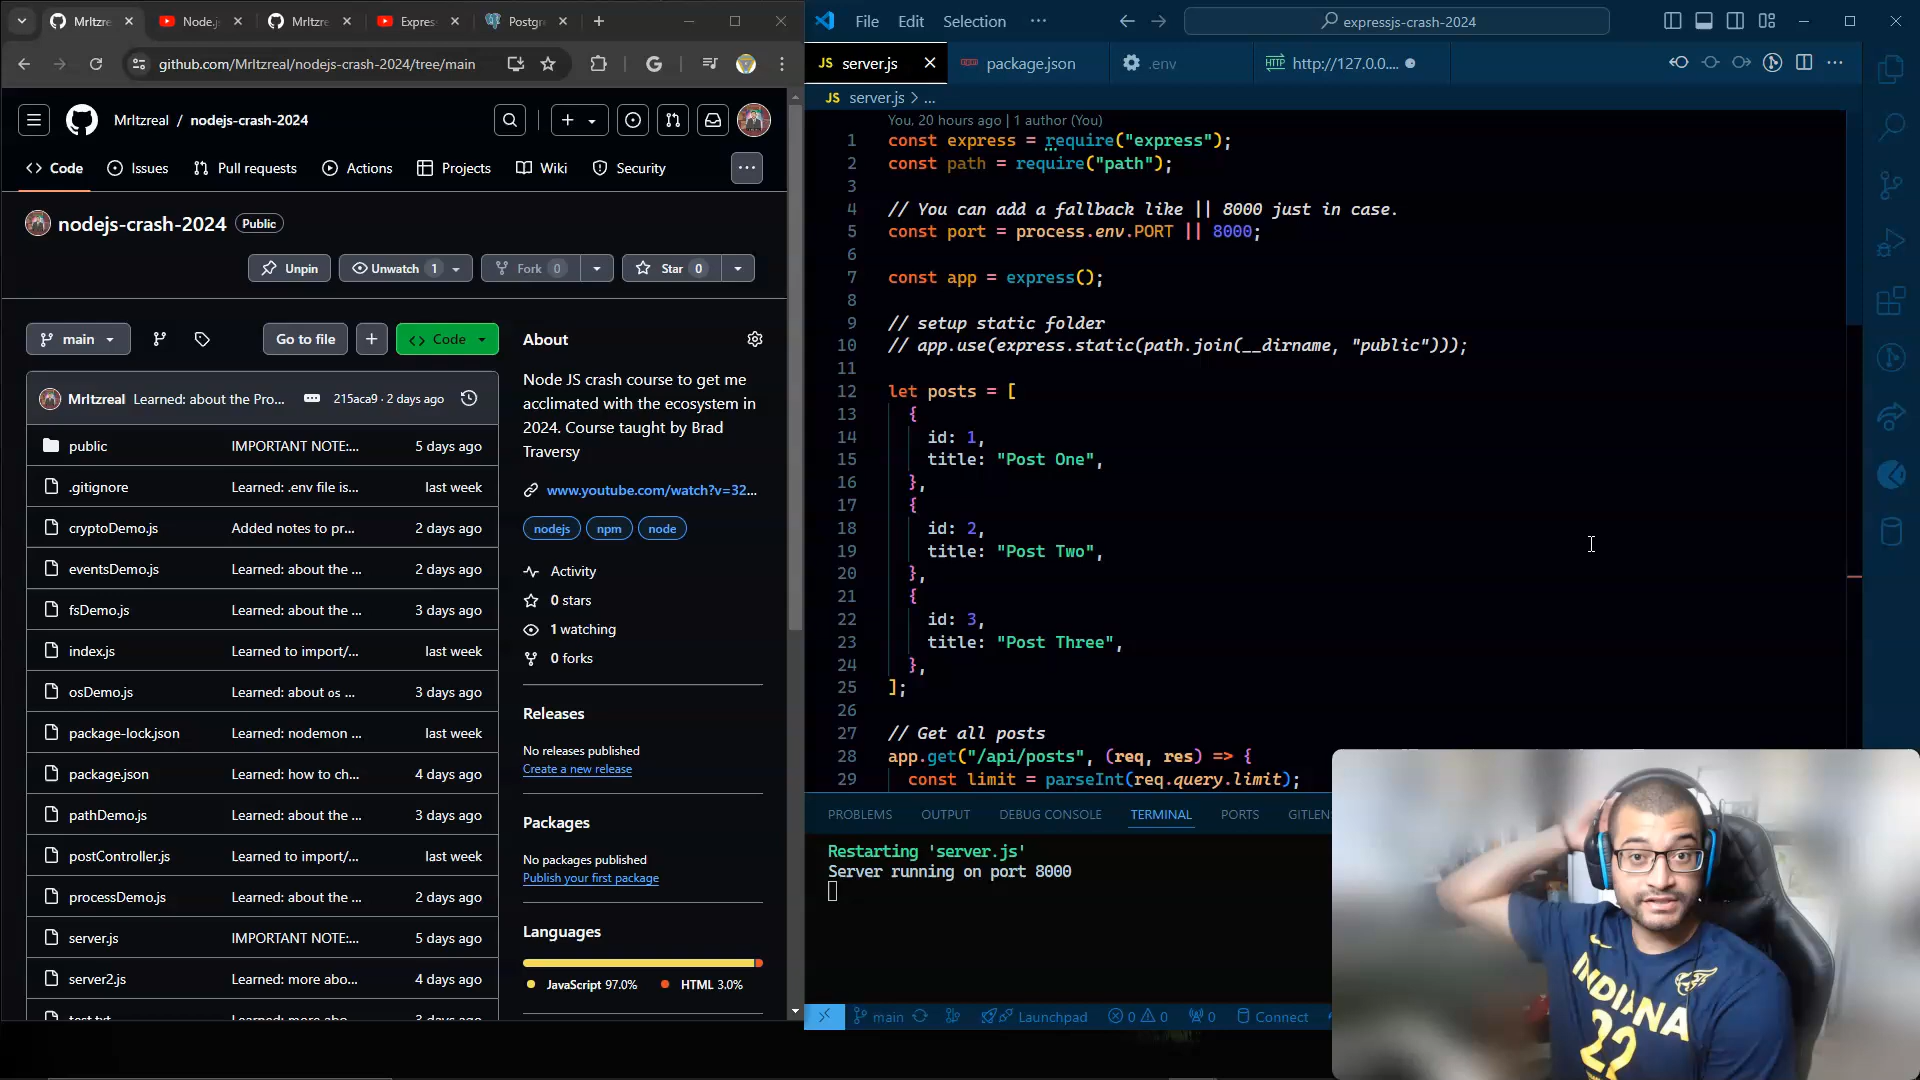 MrItzre
Node.j
MrItzre
Expres
Postgr
github.com/MrItzreal/nodejs-crash-2024/tree/main
MrItzreal / nodejs-crash-2024
Code
Issues
Pull requests
Actions
Projects
Wiki
Security
nodejs-crash-2024
Public
Unpin
Unwatch 1
Fork 0
Star 0
main
Go to file
Code
MrItzreal Learned: about the Pro... 215aca9 · 2 days ago
public IMPORTANT NOTE:... 5 days ago
.gitignore Learned: .env file is... last week
cryptoDemo.js Added notes to pr... 2 days ago
eventsDemo.js Learned: about the ... 2 days ago
fsDemo.js Learned: about the ... 3 days ago
index.js Learned to import/... last week
osDemo.js Learned: about os ... 3 days ago
package-lock.json Learned: nodemon ... last week
package.json Learned: how to ch... 4 days ago
pathDemo.js Learned: about the ... 3 days ago
postController.js Learned to import/... last week
processDemo.js Learned: about the ... 2 days ago
server.js IMPORTANT NOTE:... 5 days ago
server2.js Learned: more abo... 4 days ago
test.txt Learned: more abo... 3 days ago
About
Node JS crash course to get me
acclimated with the ecosystem in
2024. Course taught by Brad
Traversy
www.youtube.com/watch?v=32...
nodejs
npm
node
Activity
0 stars
1 watching
0 forks
Releases
No releases published
Create a new release
Packages
No packages published
Publish your first package
Languages
JavaScript 97.0%
HTML 3.0%
File
Edit
Selection
expressjs-crash-2024
JS server.js
package.json
.env
HTTP http://127.0.0....
JS server.js > ...
You, 20 hours ago | 1 author (You)
1 const express = require("express");
2 const path = require("path");
3
4 // You can add a fallback like || 8000 just in case.
5 const port = process.env.PORT || 8000;
6
7 const app = express();
8
9 // setup static folder
10 // app.use(express.static(path.join(__dirname, "public")));
11
12 let posts = [
13 {
14 id: 1,
15 title: "Post One",
16 },
17 {
18 id: 2,
19 title: "Post Two",
20 },
21 {
22 id: 3,
23 title: "Post Three",
24 },
25 ];
26
27 // Get all posts
28 app.get("/api/posts", (req, res) => {
29 const limit = parseInt(req.query.limit);
PROBLEMS
OUTPUT
DEBUG CONSOLE
TERMINAL
PORTS
GITLENS
Restarting 'server.js'
Server running on port 8000
main
Launchpad
0
0
0
Connect
INDIANA
22